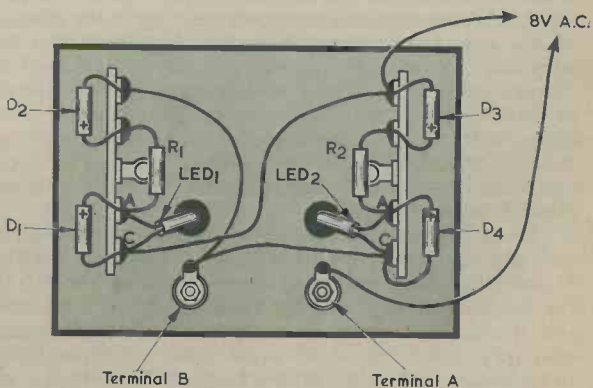 8V A.C.
D2
D3
R1
R2
LED1
LED2
A
A
D1
D4
C
C
+
+
+
Terminal B
Terminal A